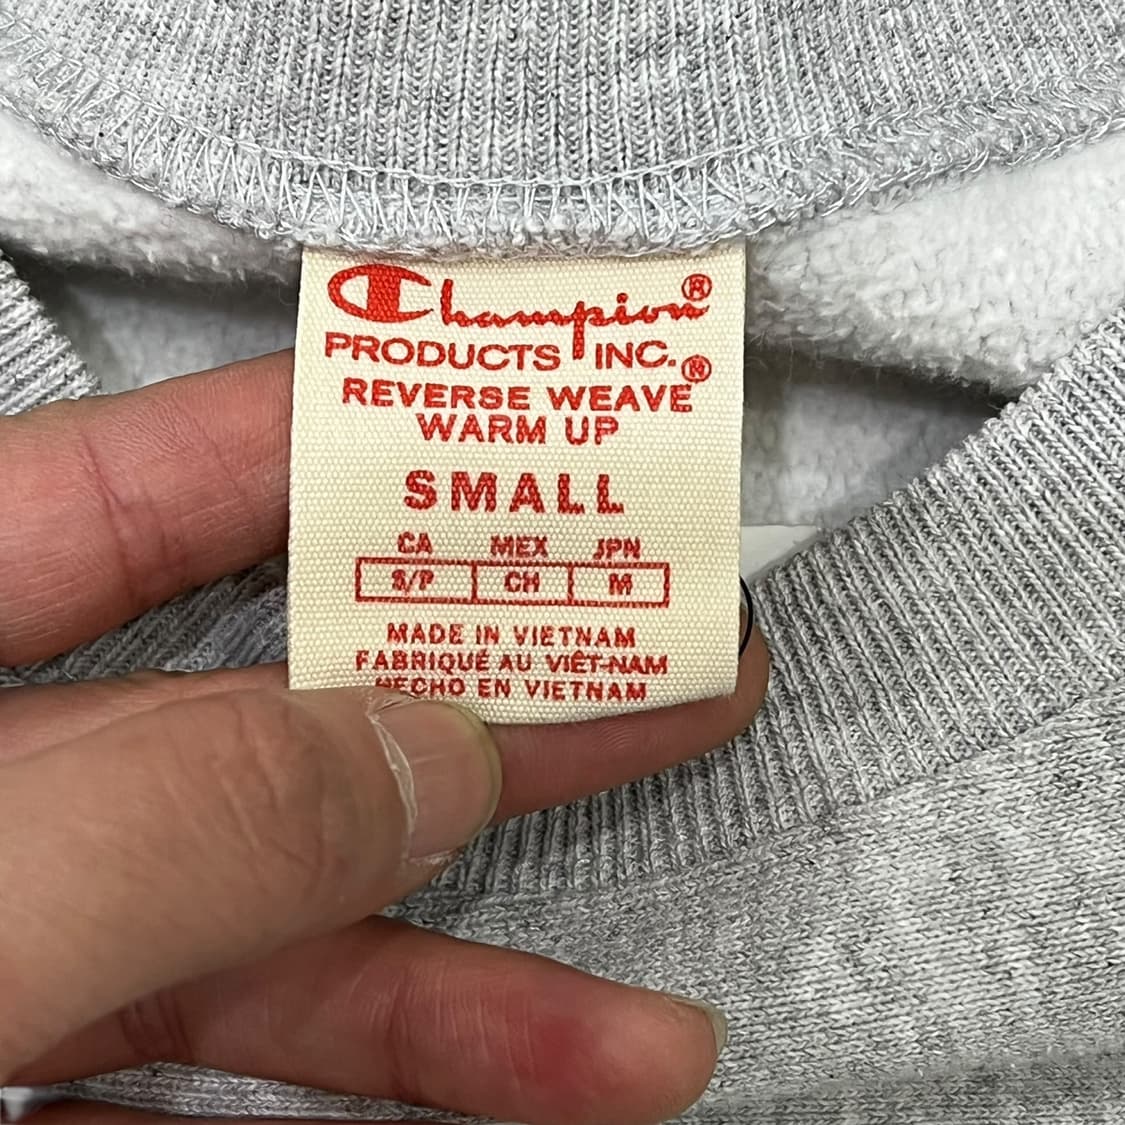 Champion®
PRODUCTS INC.
REVERSE WEAVE®
WARM UP
SMALL
CA MEX JPN
S/P CH M
MADE IN VIETNAM
FABRIQUÉ AU VIÊT-NAM
HECHO EN VIETNAM